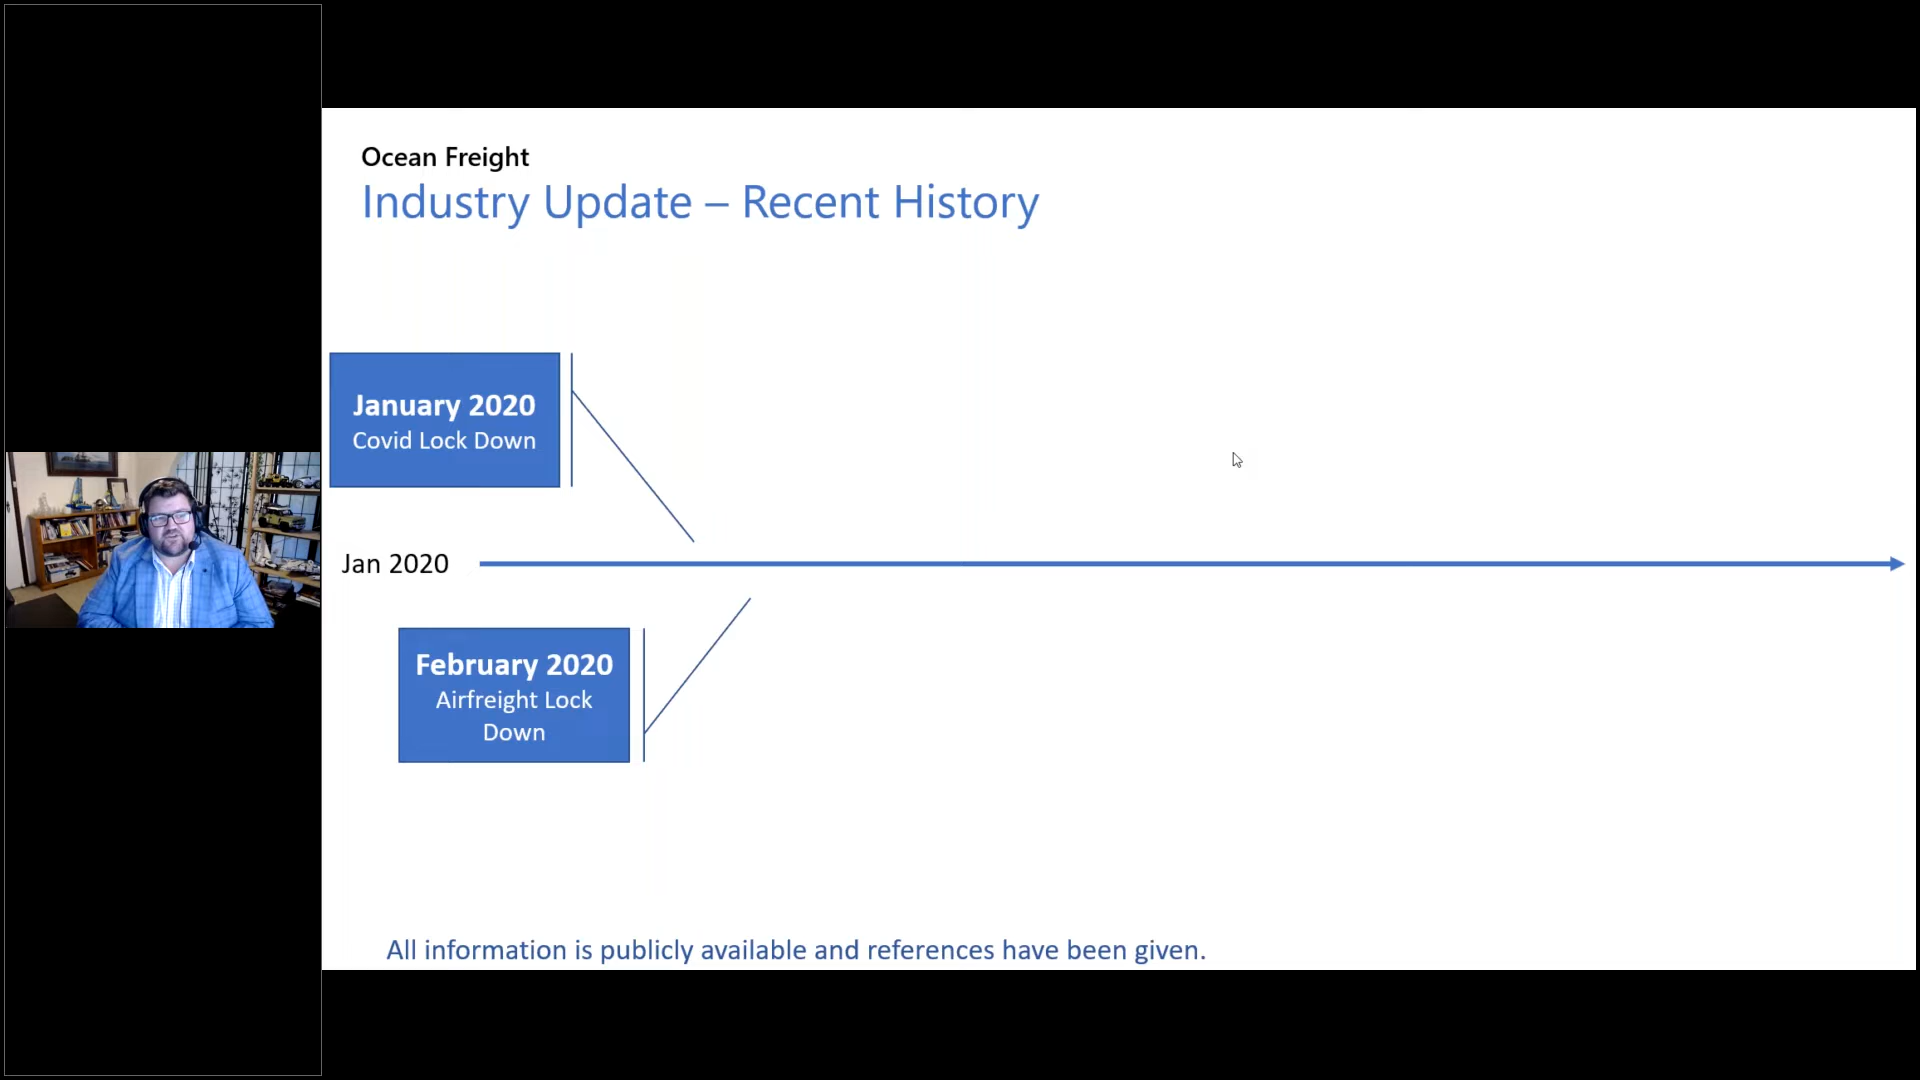 Ocean Freight
Industry Update – Recent History
January 2020
Covid Lock Down
Jan 2020
February 2020
Airfreight Lock
Down
All information is publicly available and references have been given.